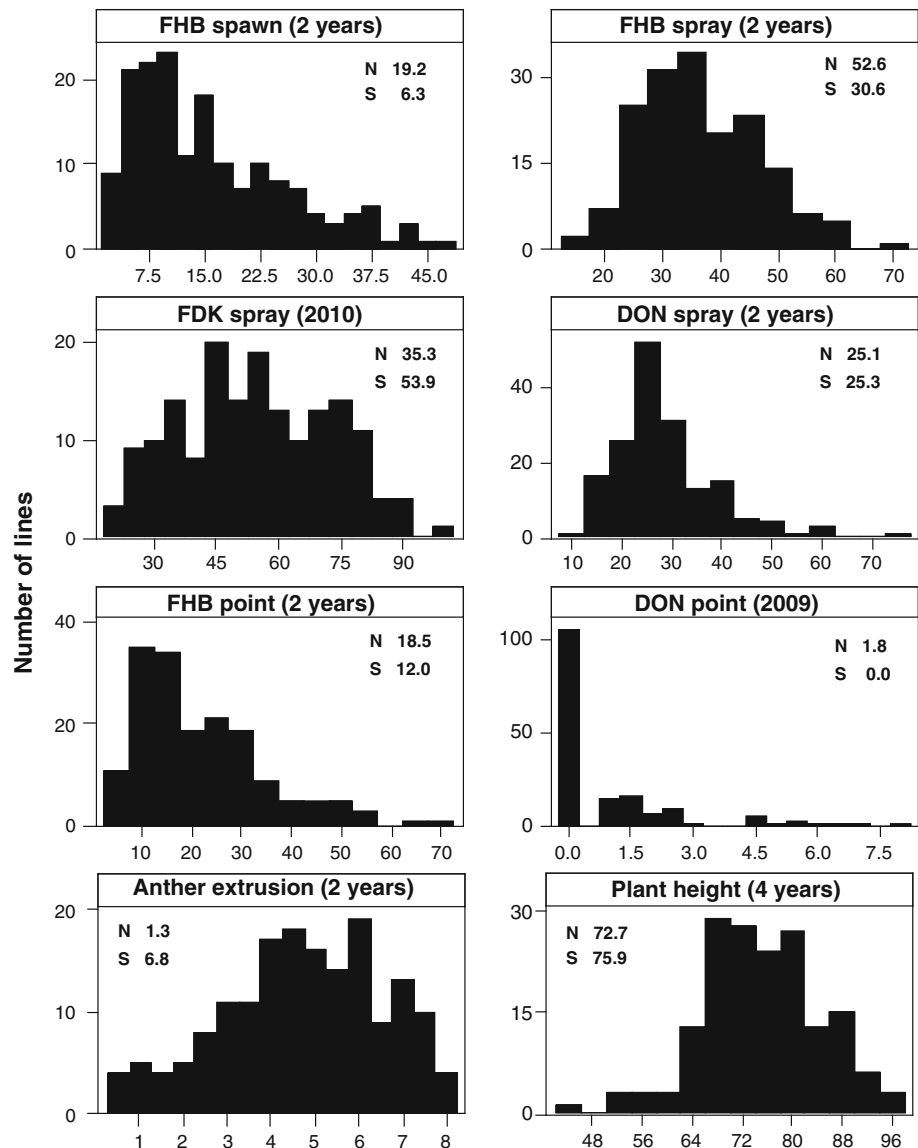 FHB spawn (2 years)
N 19.2
S 6.3
20
10
0
7.5 15.0 22.5 30.0 37.5 45.0
FHB spray (2 years)
N 52.6
S 30.6
30
15
0
20 30 40 50 60 70
FDK spray (2010)
N 35.3
S 53.9
20
10
0
30 45 60 75 90
DON spray (2 years)
N 25.1
S 25.3
40
20
0
10 20 30 40 50 60 70
Number of lines
FHB point (2 years)
N 18.5
S 12.0
40
20
0
10 20 30 40 50 60 70
DON point (2009)
N 1.8
S 0.0
100
50
0
0.0 1.5 3.0 4.5 6.0 7.5
Anther extrusion (2 years)
N 1.3
S 6.8
20
10
0
1 2 3 4 5 6 7 8
Plant height (4 years)
N 72.7
S 75.9
30
15
0
48 56 64 72 80 88 96